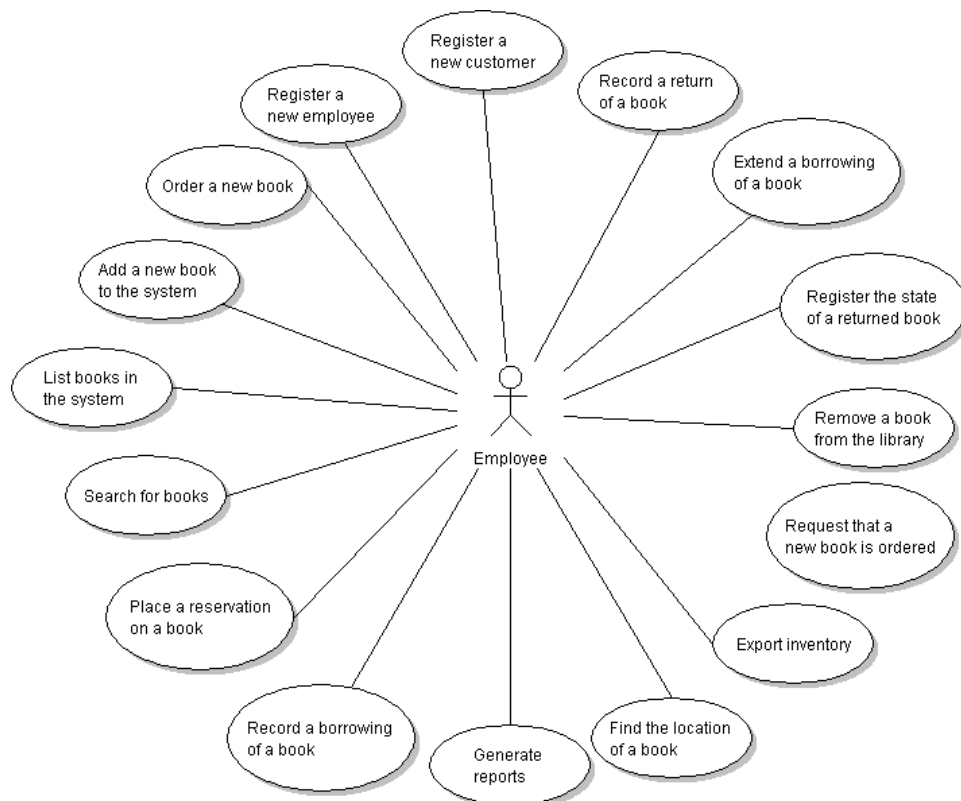 Register a
new customer
Record a return
of a book
Register a
new employee
Extend a borrowing
of a book
Order a new book
Add a new book
to the system
Register the state
of a returned book
List books in
the system
Remove a book
from the library
Employee
Search for books
Request that a
new book is ordered
Place a reservation
on a book
Export inventory
Record a borrowing
of a book
Find the location
of a book
Generate
reports